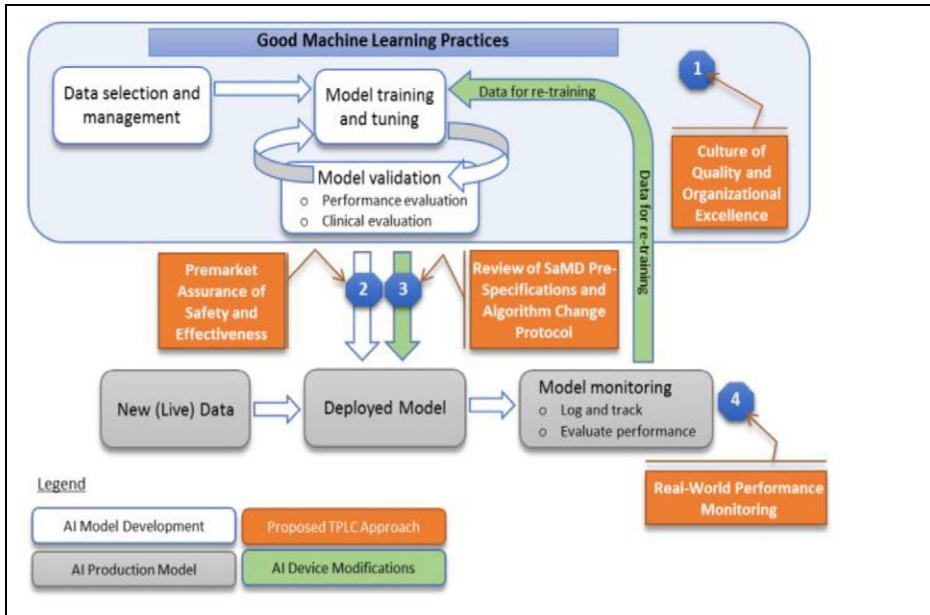 Good Machine Learning Practices
Data selection and
management
Model training
and tuning
Data for re-training
1
Culture of
Quality and
Organizational
Excellence
Model validation
o Performance evaluation
o Clinical evaluation
Data for re-training
Premarket
Assurance of
Safety and
Effectiveness
2
3
Review of SaMD Pre-
Specifications and
Algorithm Change
Protocol
New (Live) Data
Deployed Model
Model monitoring
o Log and track
o Evaluate performance
4
Real-World Performance
Monitoring
Legend
AI Model Development
Proposed TPLC Approach
AI Production Model
AI Device Modifications